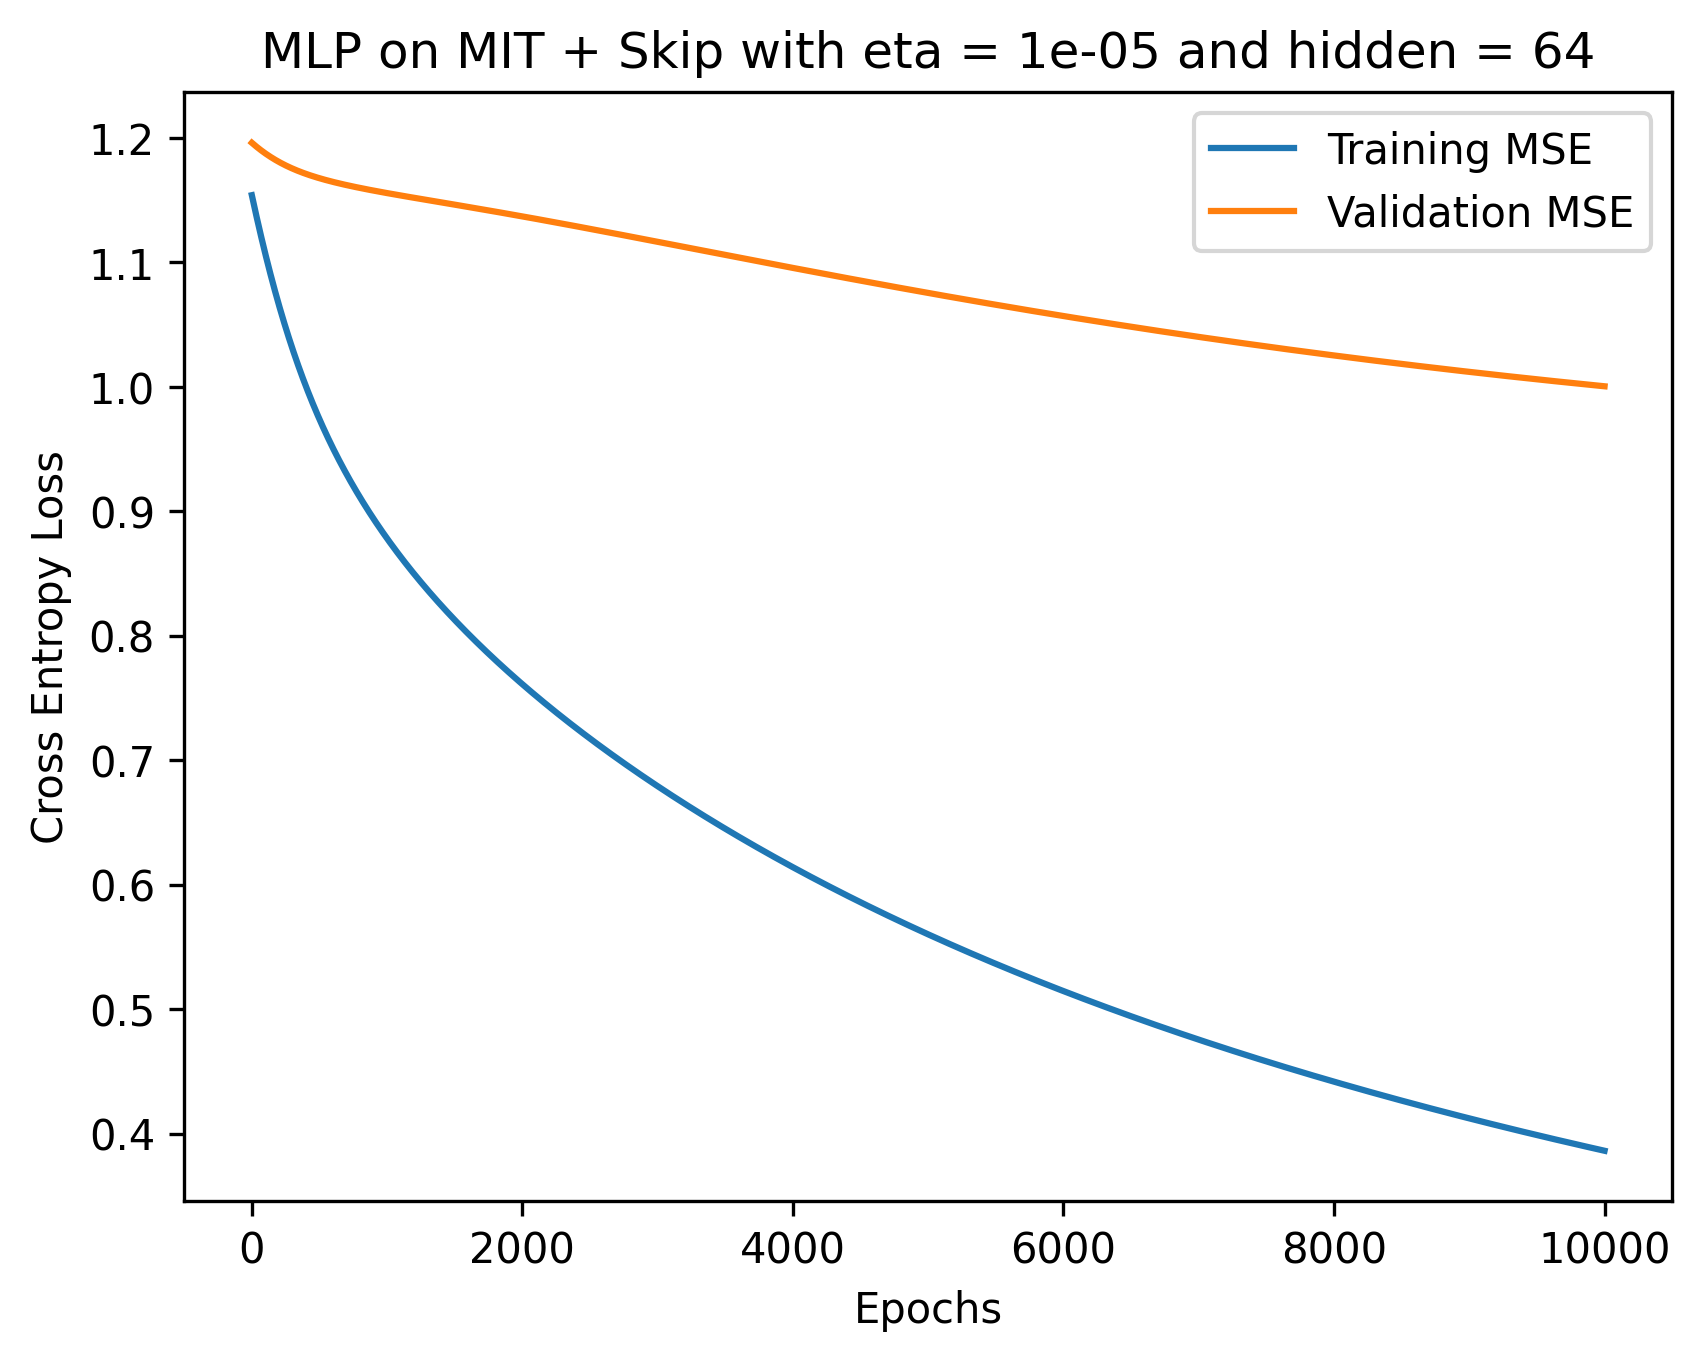 MLP on MIT + Skip with eta = 1e-05 and hidden = 64
Training MSE
Validation MSE
1.2
1.1
1.0
0.9
0.8
0.7
0.6
0.5
0.4
Cross Entropy Loss
0 2000 4000 6000 8000 10000
Epochs